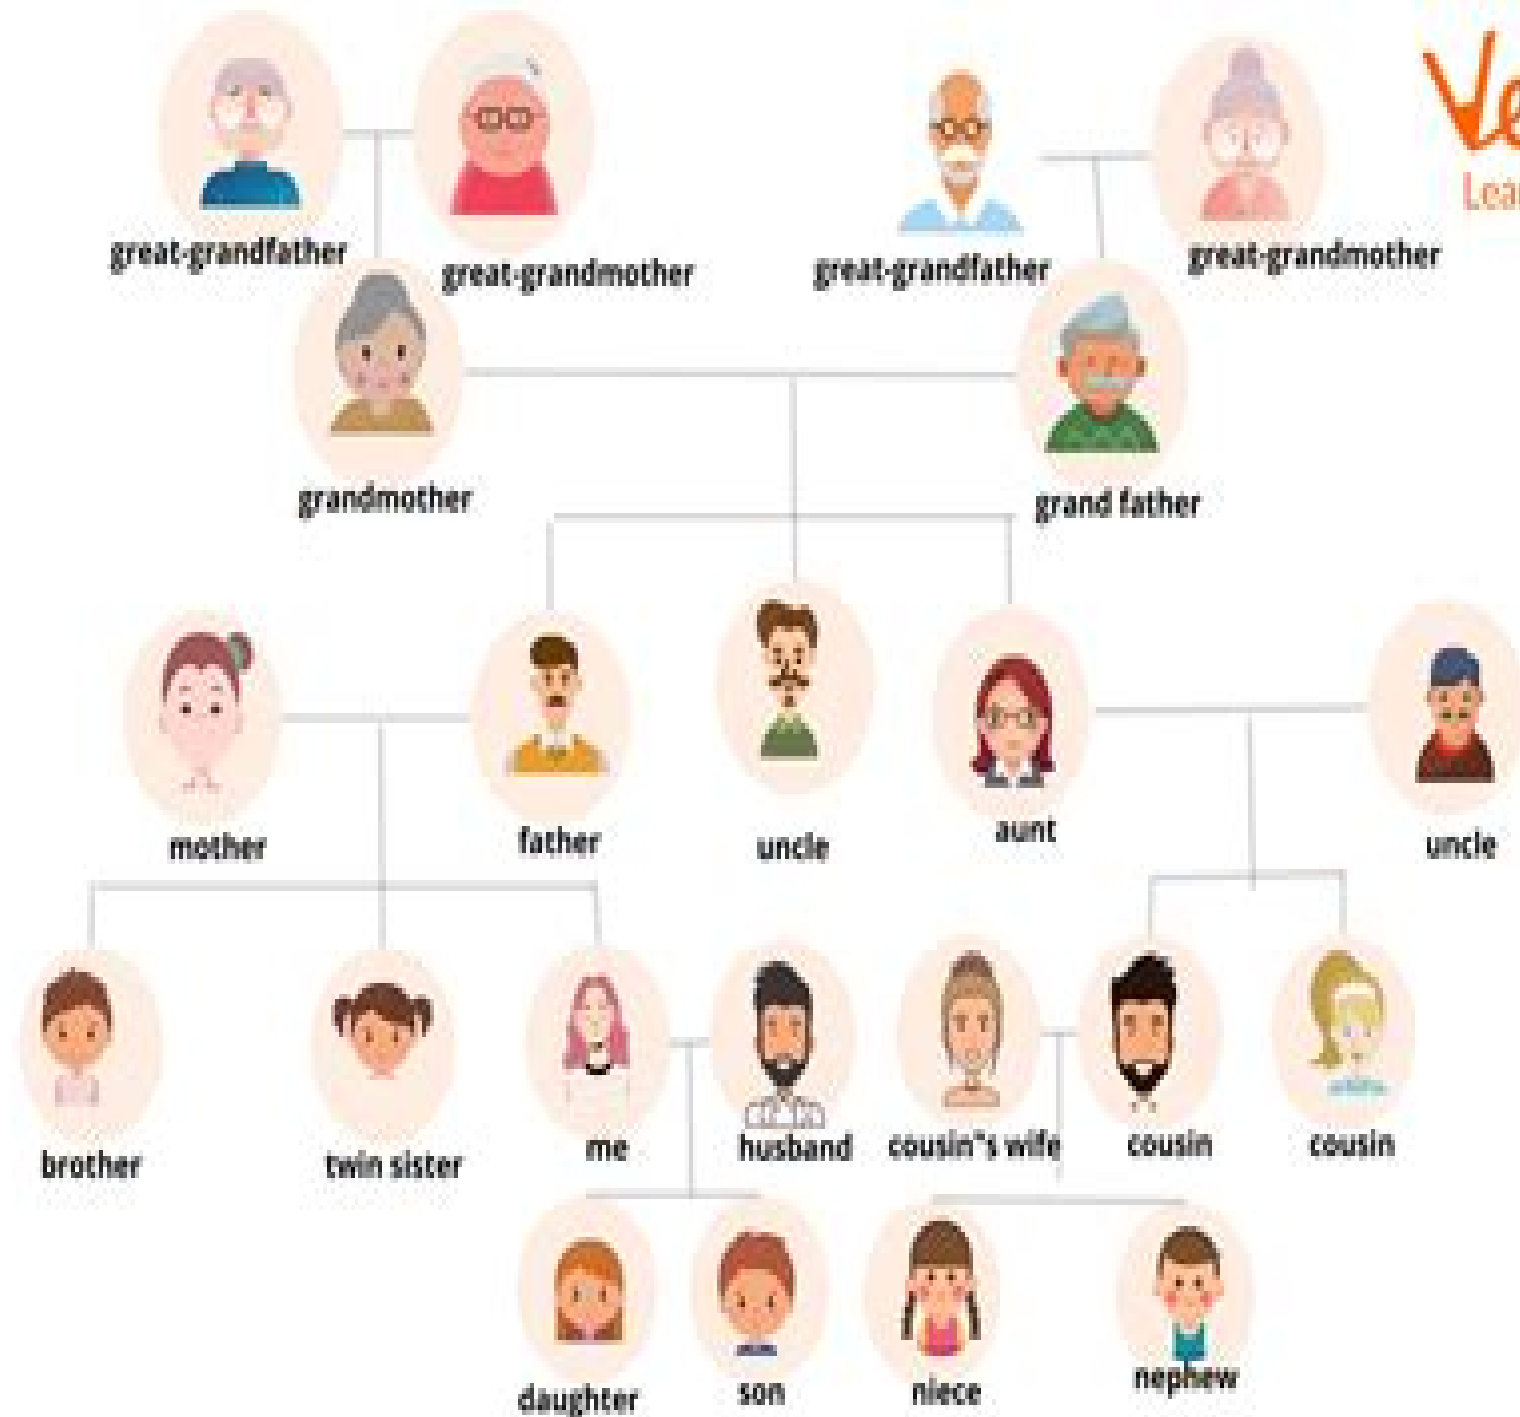 great-grandfather
great-grandmother
great-grandfather
great-grandmother
grandmother
grand father
mother
father
uncle
aunt
uncle
brother
twin sister
me
husband
cousin"s wife
cousin
cousin
daughter
son
niece
nephew